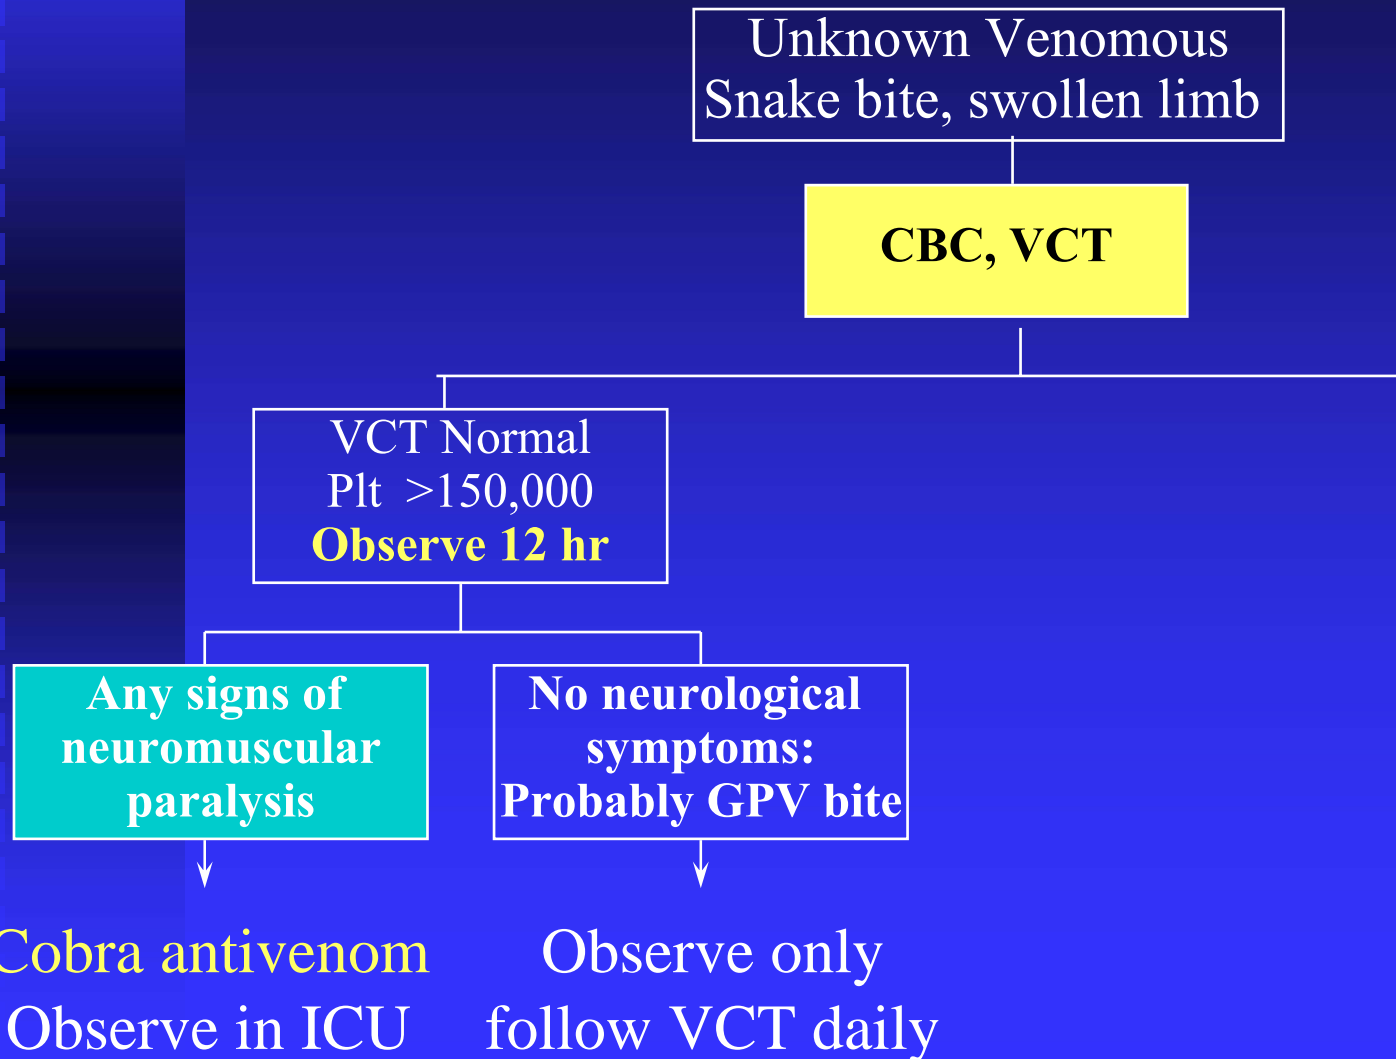 Unknown Venomous
Snake bite, swollen limb
CBC, VCT
VCT Normal
Plt >150,000
Observe 12 hr
Any signs of
neuromuscular
paralysis
No neurological
symptoms:
Probably GPV bite
Cobra antivenom
Observe in ICU
Observe only
follow VCT daily